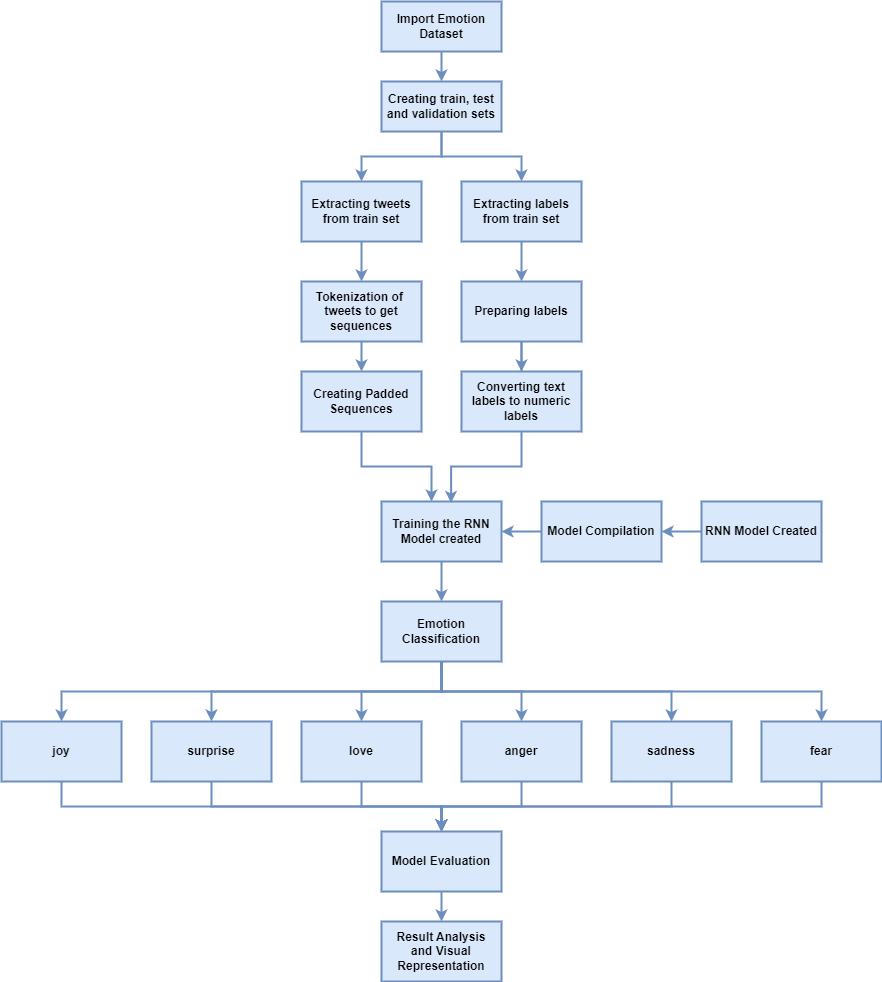 Import Emotion
Dataset
Creating train, test
and validation sets
Extracting tweets
from train set
Extracting labels
from train set
Tokenization of
tweets to get
sequences
Preparing labels
Creating Padded
Sequences
Converting text
labels to numeric
labels
Training the RNN
Model created
Model Compilation
RNN Model Created
Emotion
Classification
joy
surprise
love
anger
sadness
fear
Model Evaluation
Result Analysis
and Visual
Representation